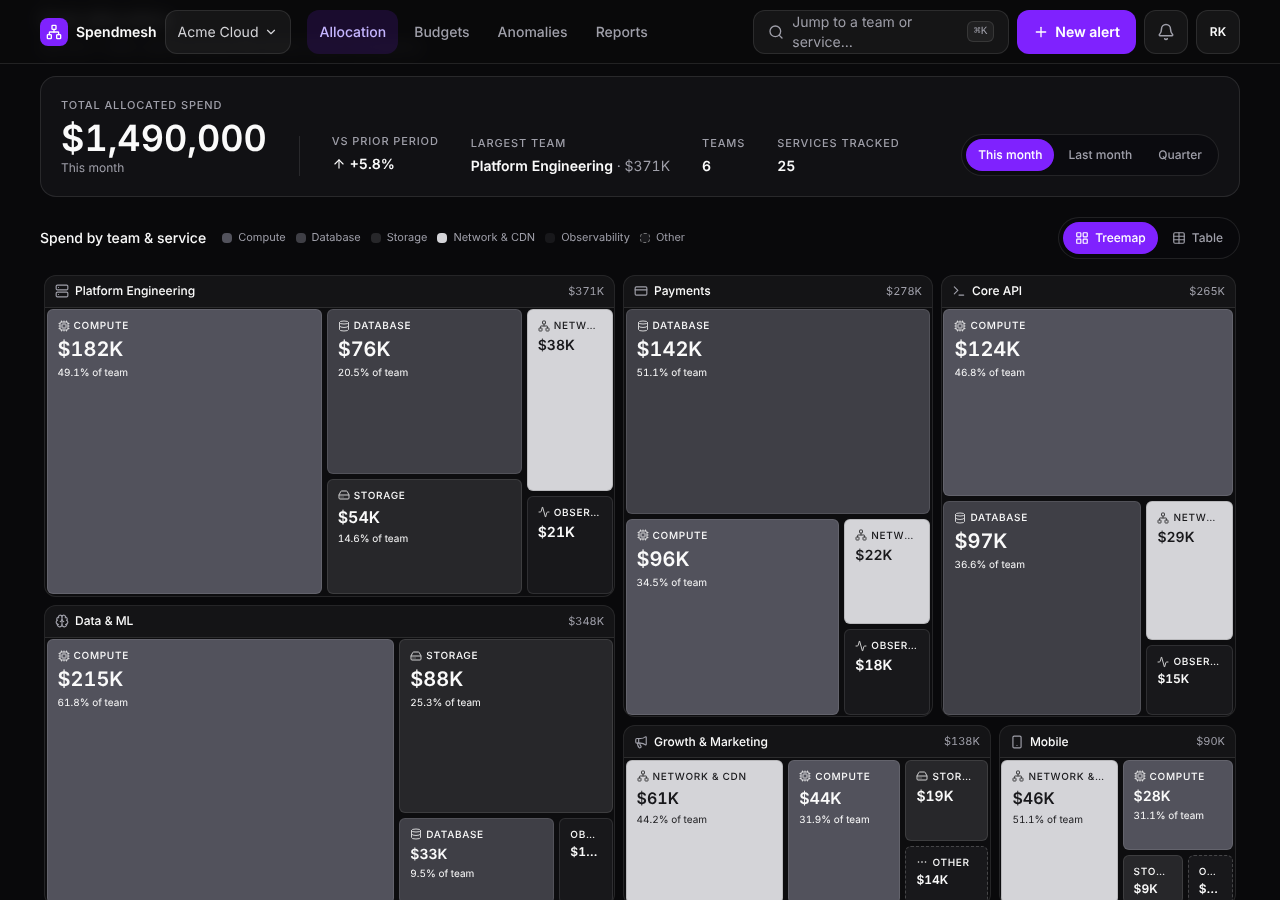 Spendmesh
Acme Cloud
Allocation
Budgets
Anomalies
Reports
Jump to a team or
service...
⌘K
New alert
RK
TOTAL ALLOCATED SPEND
$1,490,000
This month
VS PRIOR PERIOD
↑ +5.8%
LARGEST TEAM
Platform Engineering · $371K
TEAMS
6
SERVICES TRACKED
25
This month
Last month
Quarter
Spend by team & service
Compute
Database
Storage
Network & CDN
Observability
Other
Treemap
Table
Platform Engineering
$371K
COMPUTE
$182K
49.1% of team
DATABASE
$76K
20.5% of team
STORAGE
$54K
14.6% of team
NETW...
$38K
OBSER...
$21K
Payments
$278K
DATABASE
$142K
51.1% of team
COMPUTE
$96K
34.5% of team
NETW...
$22K
OBSER...
$18K
Core API
$265K
COMPUTE
$124K
46.8% of team
DATABASE
$97K
36.6% of team
NETW...
$29K
OBSER...
$15K
Data & ML
$348K
COMPUTE
$215K
61.8% of team
STORAGE
$88K
25.3% of team
DATABASE
$33K
9.5% of team
OB...
$1...
Growth & Marketing
$138K
NETWORK & CDN
$61K
44.2% of team
COMPUTE
$44K
31.9% of team
STOR...
$19K
OTHER
$14K
Mobile
$90K
NETWORK &...
$46K
51.1% of team
COMPUTE
$28K
31.1% of team
STO...
$9K
O...
$...